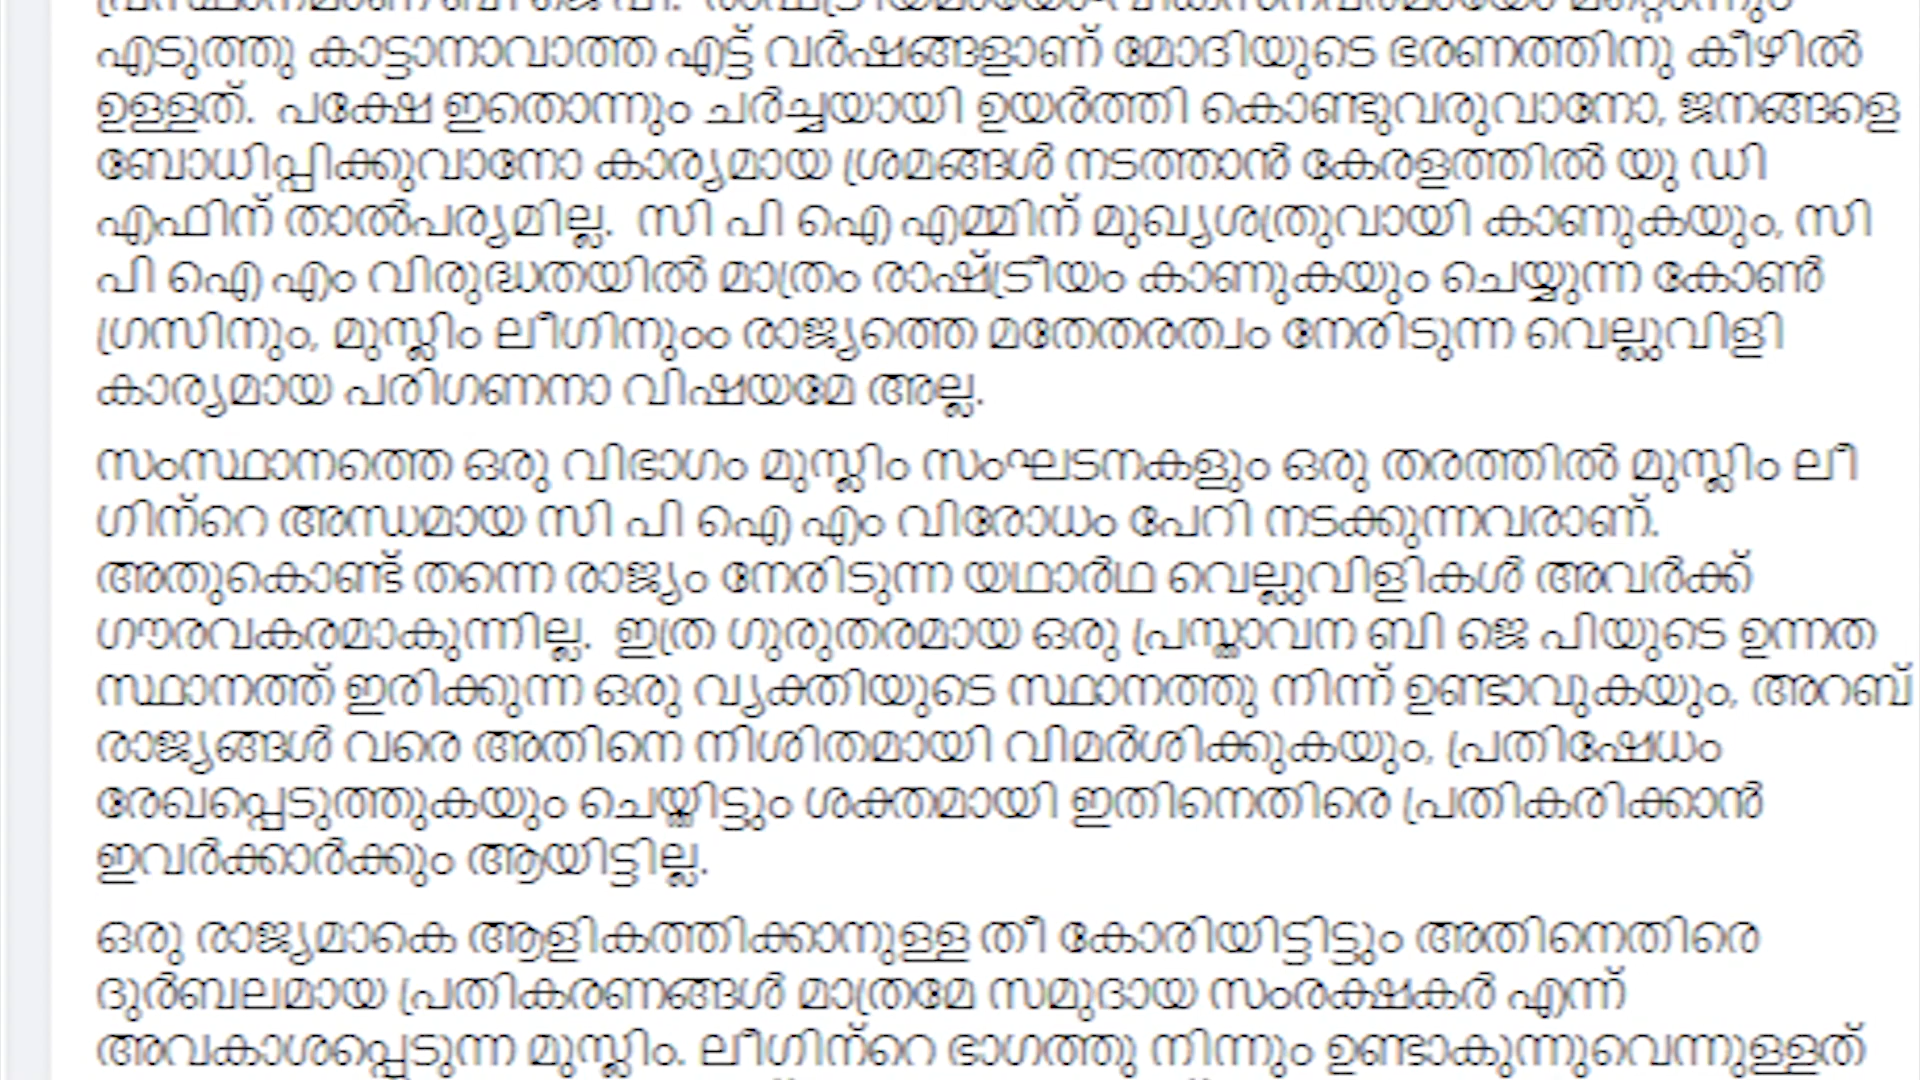 പ്രസ്ഥാനമാണ് ബി ജെ പി. രാഷ്ട്രീയമായോ-വികസനപരമായോ മറ്റൊന്നും
എടുത്തു കാട്ടാനാവാത്ത എട്ട് വർഷങ്ങളാണ് മോദിയുടെ ഭരണത്തിനു കീഴിൽ
ഉള്ളത്. പക്ഷേ ഇതൊന്നും ചർച്ചയായി ഉയർത്തി കൊണ്ടുവരുവാനോ, ജനങ്ങളെ
ബോധിപ്പിക്കുവാനോ കാര്യമായ ശ്രമങ്ങൾ നടത്താൻ കേരളത്തിൽ യു ഡി
എഫിന് താൽപര്യമില്ല. സി പി ഐ എമ്മിന് മുഖ്യശത്രുവായി കാണുകയും, സി
പി ഐ എം വിരുദ്ധതയിൽ മാത്രം രാഷ്ട്രീയം കാണുകയും ചെയ്യുന്ന കോൺ
ഗ്രസിനും, മുസ്ലിം ലീഗിനുംം രാജ്യത്തെ മതേതരത്വം നേരിടുന്ന വെല്ലുവിളി
കാര്യമായ പരിഗണനാ വിഷയമേ അല്ല.
സംസ്ഥാനത്തെ ഒരു വിഭാഗം മുസ്ലിം സംഘടനകളും ഒരു തരത്തിൽ മുസ്ലിം ലീ
ഗിന്റെ അന്ധമായ സി പി ഐ എം വിരോധം പേറി നടക്കുന്നവരാണ്.
അതുകൊണ്ട് തന്നെ രാജ്യം നേരിടുന്ന യഥാർഥ വെല്ലുവിളികൾ അവർക്ക്
ഗൗരവകരമാകുന്നില്ല. ഇത്ര ഗുരുതരമായ ഒരു പ്രസ്താവന ബി ജെ പിയുടെ ഉന്നത
സ്ഥാനത്ത് ഇരിക്കുന്ന ഒരു വ്യക്തിയുടെ സ്ഥാനത്തു നിന്ന് ഉണ്ടാവുകയും, അറബ്
രാജ്യങ്ങൾ വരെ അതിനെ നിശിതമായി വിമർശിക്കുകയും, പ്രതിഷേധം
രേഖപ്പെടുത്തുകയും ചെയ്തിട്ടും ശക്തമായി ഇതിനെതിരെ പ്രതികരിക്കാൻ
ഇവർക്കാർക്കും ആയിട്ടില്ല.
ഒരു രാജ്യമാകെ ആളികത്തിക്കാനുള്ള തീ കോരിയിട്ടിട്ടും അതിനെതിരെ
ദുർബലമായ പ്രതികരണങ്ങൾ മാത്രമേ സമുദായ സംരക്ഷകർ എന്ന്
അവകാശപ്പെടുന്ന മുസ്ലിം. ലീഗിന്റെ ഭാഗത്തു നിന്നും ഉണ്ടാകുന്നുവെന്നുള്ളത്